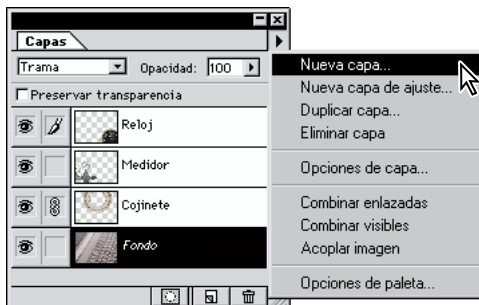 Capas
Trama Opacidad: 100
Preservar transparencia
Reloj
Medidor
Cojinete
Fondo
Nueva capa...
Nueva capa de ajuste...
Duplicar capa...
Eliminar capa
Opciones de capa...
Combinar enlazadas
Combinar visibles
Acoplar imagen
Opciones de paleta...